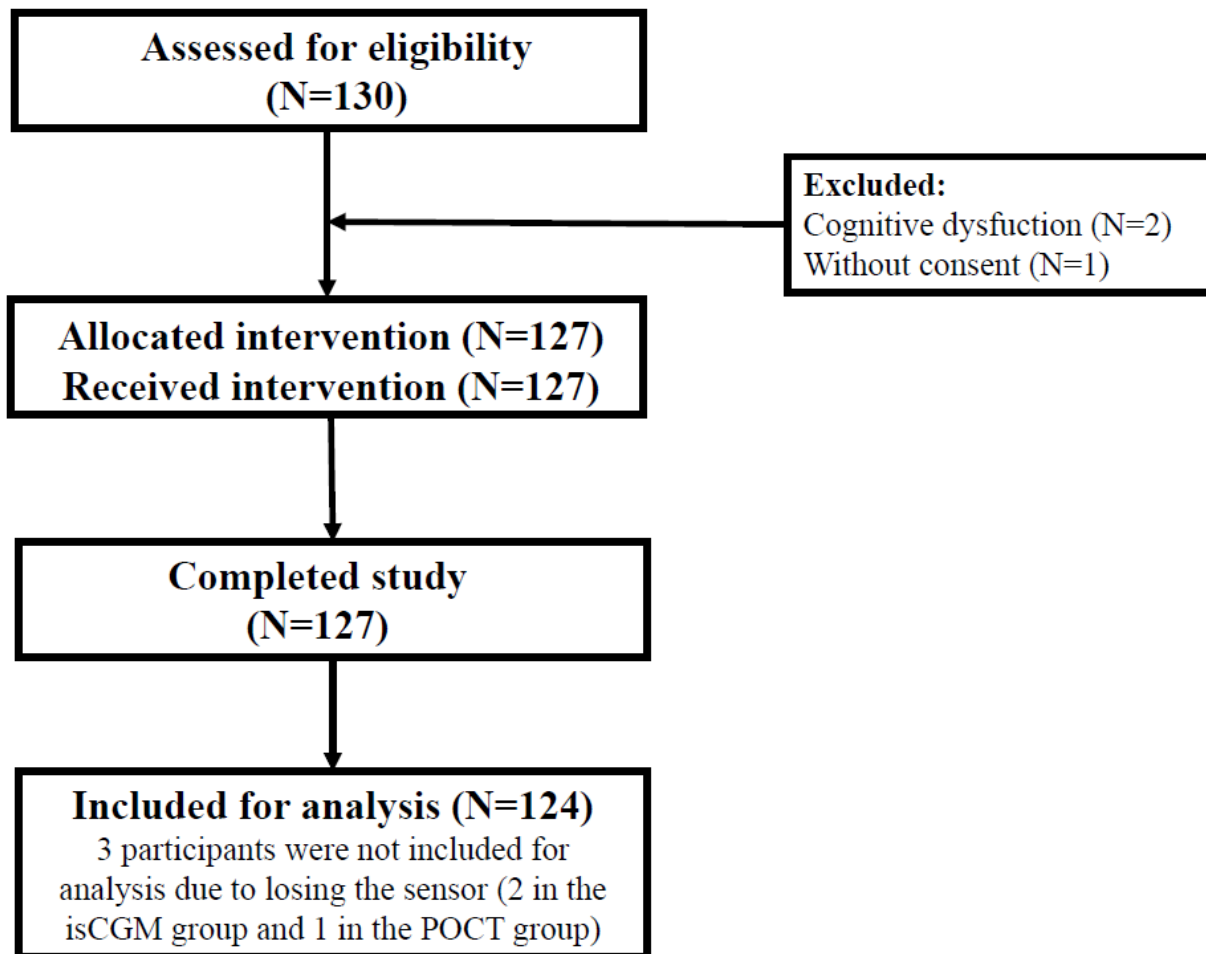 Assessed for eligibility
(N=130)
Excluded:
Cognitive dysfuction (N=2)
Without consent (N=1)
Allocated intervention (N=127)
Received intervention (N=127)
Completed study
(N=127)
Included for analysis (N=124)
3 participants were not included for
analysis due to losing the sensor (2 in the
isCGM group and 1 in the POCT group)